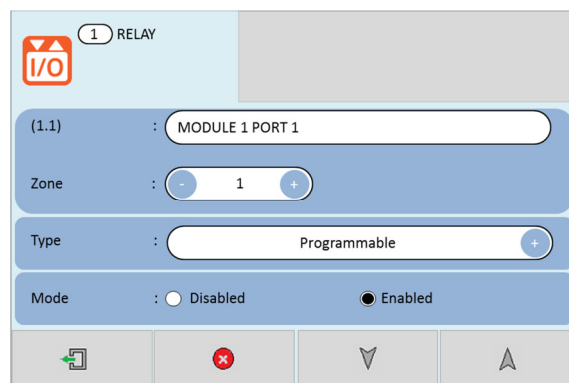 1 RELAY
I/O
(1.1) : MODULE 1 PORT 1
Zone : - 1 +
Type : Programmable +
Mode : Disabled Enabled